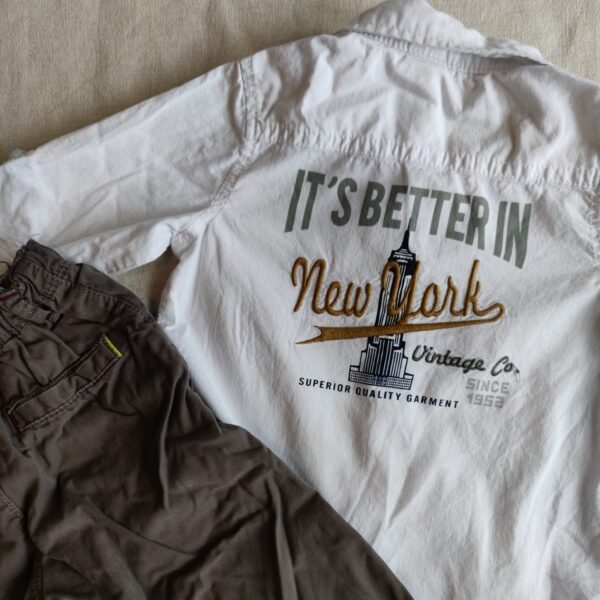 IT'S BETTER IN
New York
Vintage Co.
SUPERIOR QUALITY GARMENT
SINCE
1952